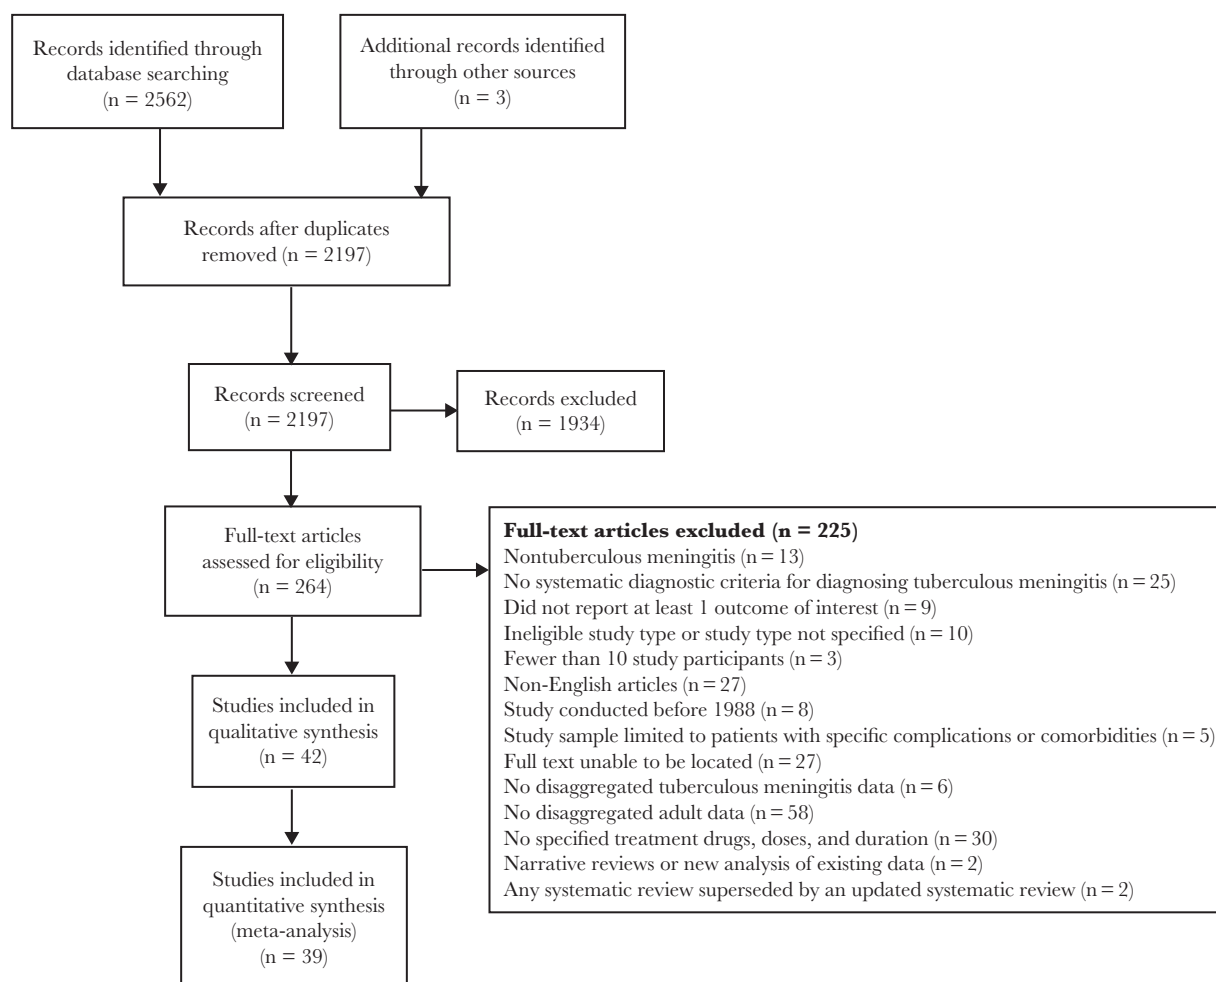 Records identified through
database searching
(n = 2562)
Additional records identified
through other sources
(n = 3)
Records after duplicates
removed (n = 2197)
Records screened
(n = 2197)
Records excluded
(n = 1934)
Full-text articles
assessed for eligibility
(n = 264)
Full-text articles excluded (n = 225)
Nontuberculous meningitis (n = 13)
No systematic diagnostic criteria for diagnosing tuberculous meningitis (n = 25)
Did not report at least 1 outcome of interest (n = 9)
Ineligible study type or study type not specified (n = 10)
Fewer than 10 study participants (n = 3)
Non-English articles (n = 27)
Study conducted before 1988 (n = 8)
Study sample limited to patients with specific complications or comorbidities (n = 5)
Full text unable to be located (n = 27)
No disaggregated tuberculous meningitis data (n = 6)
No disaggregated adult data (n = 58)
No specified treatment drugs, doses, and duration (n = 30)
Narrative reviews or new analysis of existing data (n = 2)
Any systematic review superseded by an updated systematic review (n = 2)
Studies included in
qualitative synthesis
(n = 42)
Studies included in
quantitative synthesis
(meta-analysis)
(n = 39)